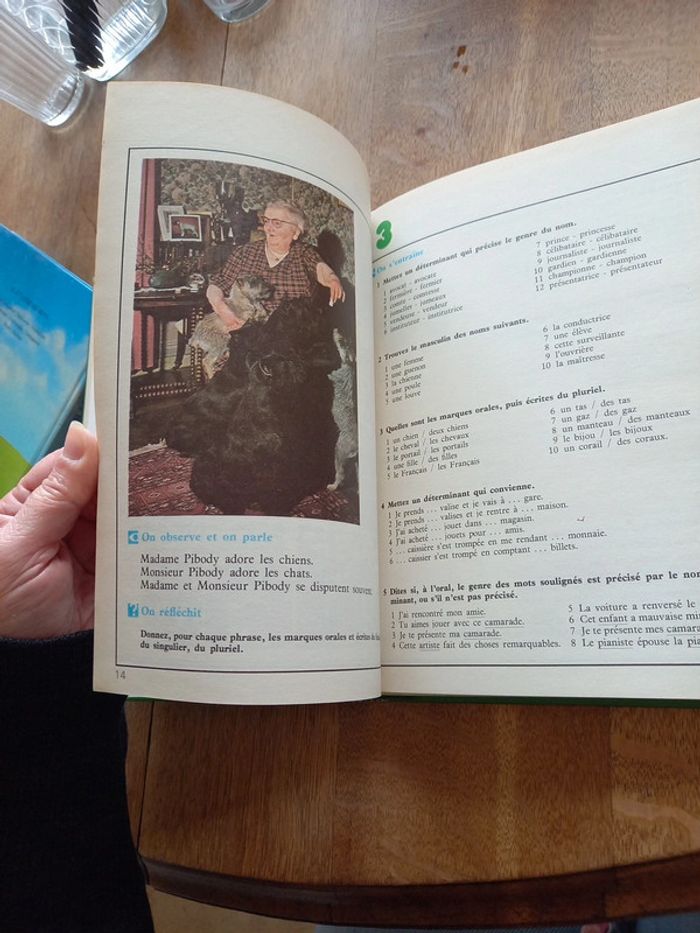 On observe et on parle
Madame Pibody adore les chiens.
Monsieur Pibody adore les chats.
Madame et Monsieur Pibody se disputent souvent.
? On réfléchit
Donnez, pour chaque phrase, les marques orales et écrites du
du singulier, du pluriel.
14
3
On s'entraîne
1 Mettez un déterminant qui précise le genre du nom.
1 avocat - avocate
2 fermière - fermier
3 comte - comtesse
4 jumelles - jumeaux
5 vendeuse - vendeur
6 instituteur - institutrice
7 prince - princesse
8 célibataire - célibataire
9 journaliste - journaliste
10 gardien - gardienne
11 championne - champion
12 présentatrice - présentateur
2 Trouvez le masculin des noms suivants.
1 une femme
2 une guenon
3 la chienne
4 une poule
5 une louve
6 la conductrice
7 une élève
8 cette surveillante
9 l'ouvrière
10 la maîtresse
3 Quelles sont les marques orales, puis écrites du pluriel.
1 un chien / deux chiens
2 le cheval / les chevaux
3 le portail / les portails
4 une fille / des filles
5 le Français / les Français
6 un tas / des tas
7 un gaz / des gaz
8 un manteau / des manteaux
9 le bijou / les bijoux
10 un corail / des coraux.
4 Mettez un déterminant qui convient.
1 Je prends ... valise et je vais à ... gare.
2 Je prends ... valises et je rentre à ... maison.
3 J'ai acheté ... jouet dans ... magasin.
4 J'ai acheté ... jouets pour ... amis.
5 ... caissière s'est trompée en me rendant ... monnaie.
6 ... caissier s'est trompé en comptant ... billets.
5 Dites si, à l'oral, le genre des mots soulignés est précisé par le nom
minant, ou s'il n'est pas précisé.
1 J'ai rencontré mon amie.
2 Tu aimes jouer avec ce camarade.
3 Je te présente ma camarade.
4 Cette artiste fait des choses remarquables.
5 La voiture a renversé le
6 Cet enfant a mauvaise
7 Je te présente mes
8 Le pianiste épouse la